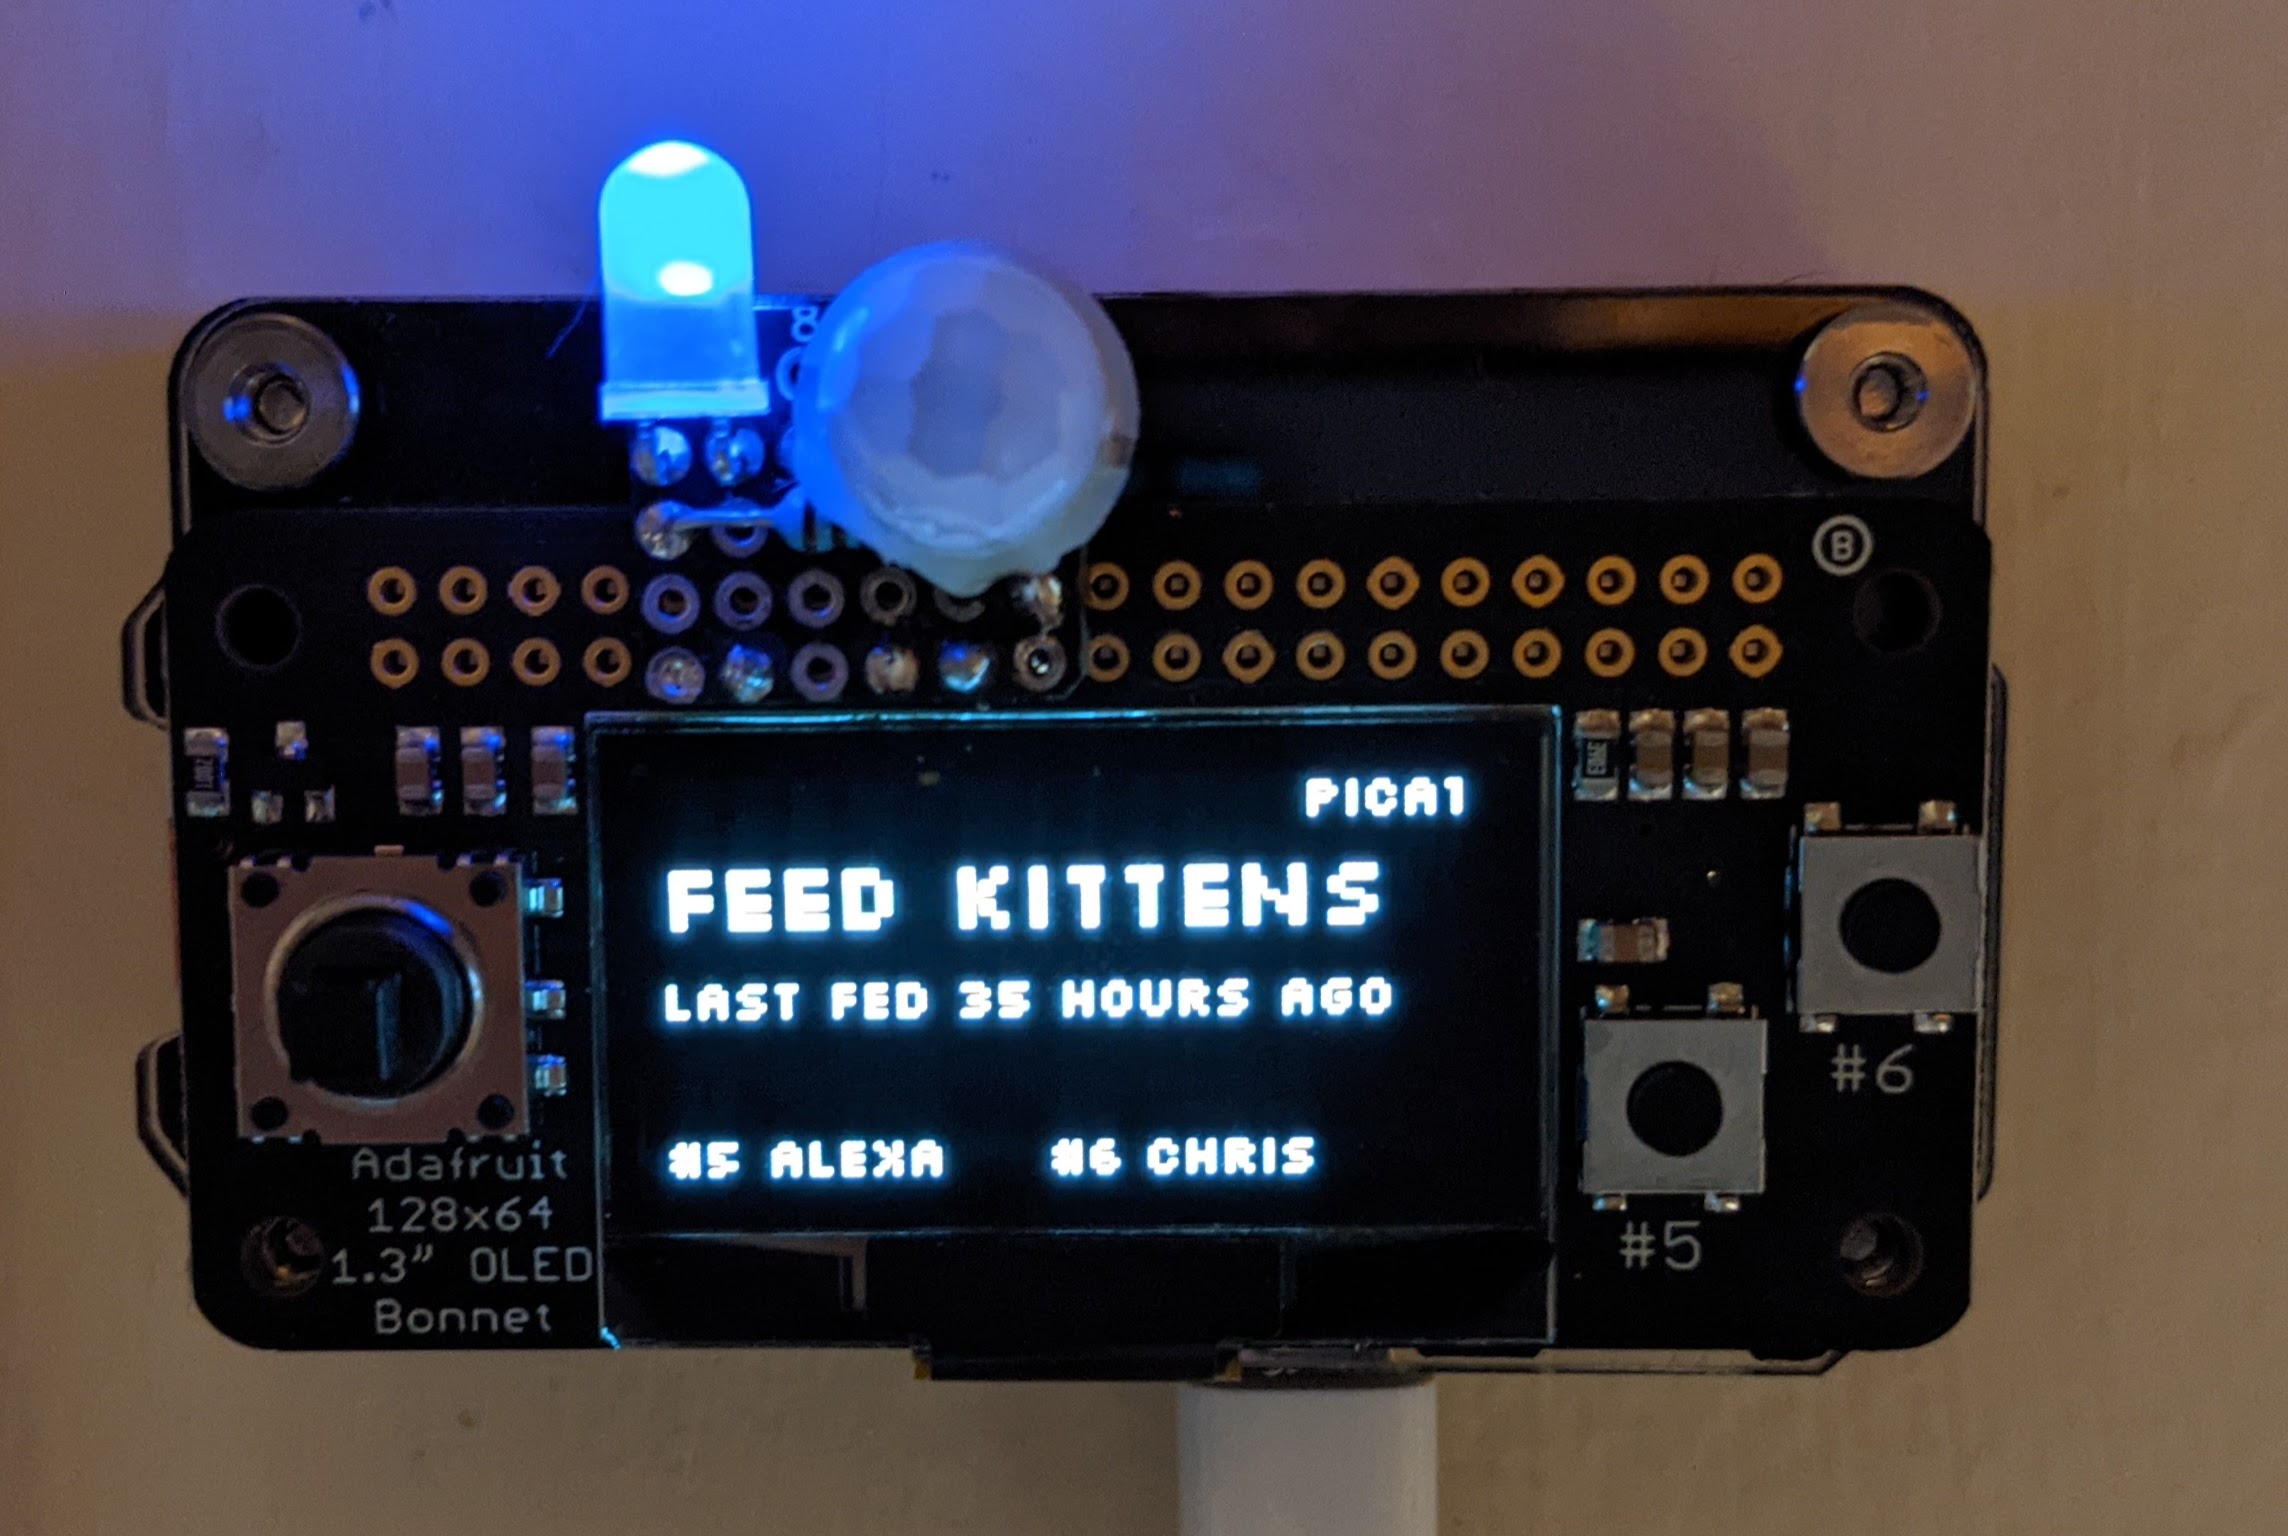 8
B
PICA1
FEED KITTENS
LAST FED 35 HOURS AGO
#5 ALEXA #6 CHRIS
#6
#5
Adafruit
128x64
1.3” OLED
Bonnet